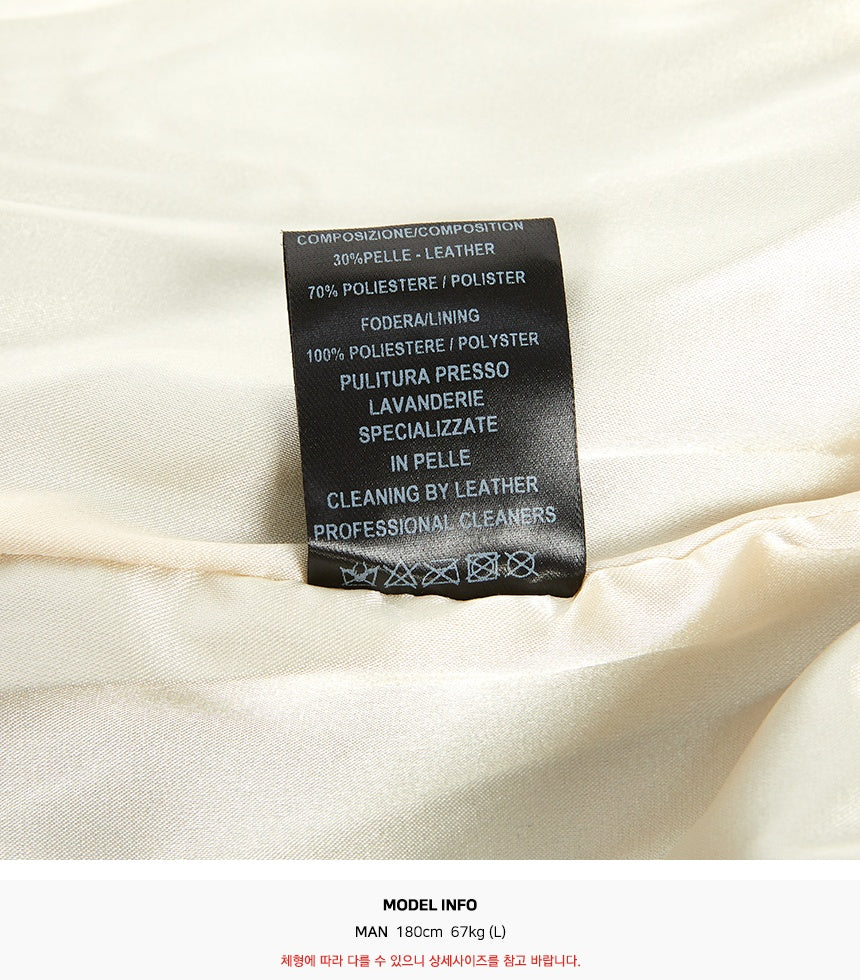 COMPOSIZIONE/COMPOSITION
30%PELLE - LEATHER
70% POLIESTERE / POLISTER
FODERA/LINING
100% POLIESTERE / POLYSTER
PULITURA PRESSO
LAVANDERIE
SPECIALIZZATE
IN PELLE
CLEANING BY LEATHER
PROFESSIONAL CLEANERS
MODEL INFO
MAN 180cm 67kg (L)
체형에 따라 다를 수 있으니 상세사이즈를 참고 바랍니다.